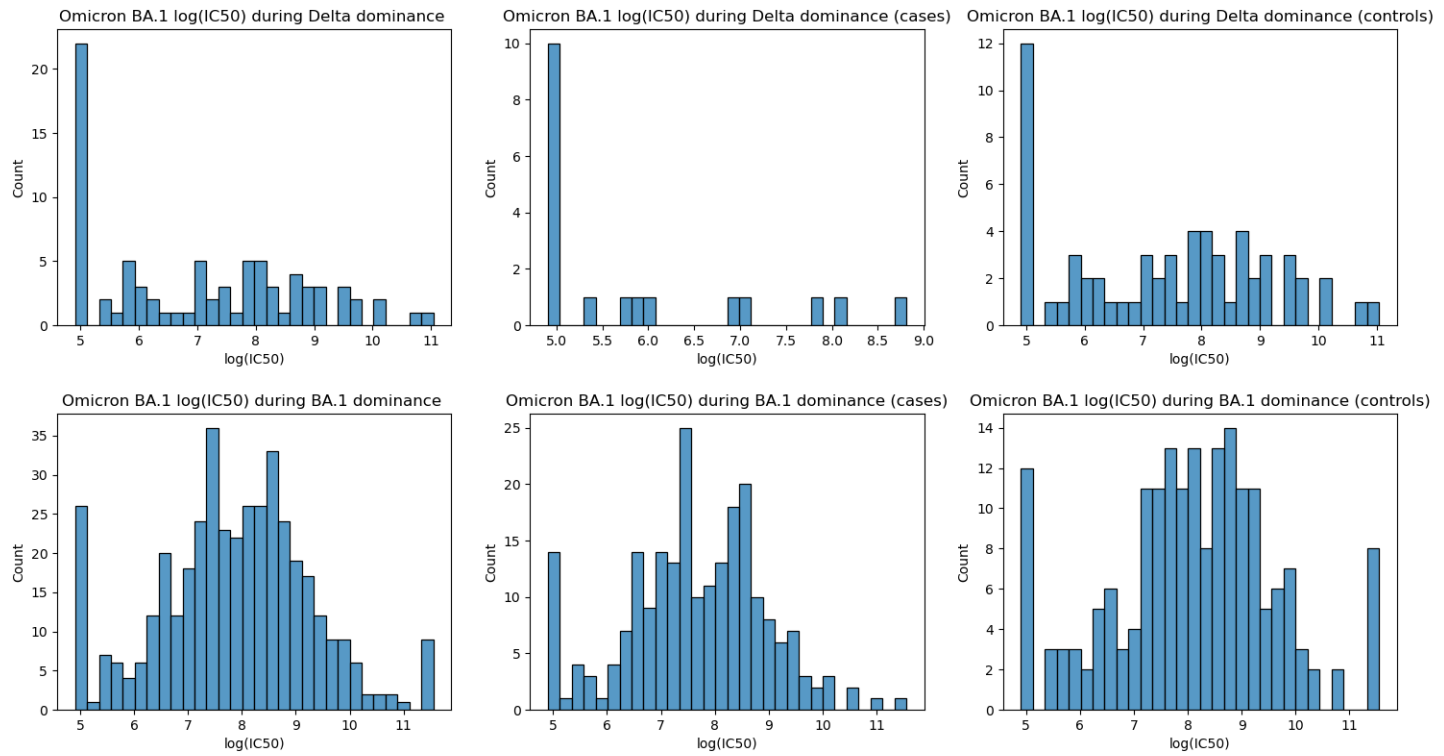 Omicron BA.1 log(IC50) during Delta dominance
20
15
10
5
0
Count
5 6 7 8 9 10 11
log(IC50)
Omicron BA.1 log(IC50) during Delta dominance (cases)
10
8
6
4
2
0
Count
5.0 5.5 6.0 6.5 7.0 7.5 8.0 8.5 9.0
log(IC50)
Omicron BA.1 log(IC50) during Delta dominance (controls)
12
10
8
6
4
2
0
Count
5 6 7 8 9 10 11
log(IC50)
Omicron BA.1 log(IC50) during BA.1 dominance
35
30
25
20
15
10
5
0
Count
5 6 7 8 9 10 11
log(IC50)
Omicron BA.1 log(IC50) during BA.1 dominance (cases)
25
20
15
10
5
0
Count
5 6 7 8 9 10 11
log(IC50)
Omicron BA.1 log(IC50) during BA.1 dominance (controls)
14
12
10
8
6
4
2
0
Count
5 6 7 8 9 10 11
log(IC50)